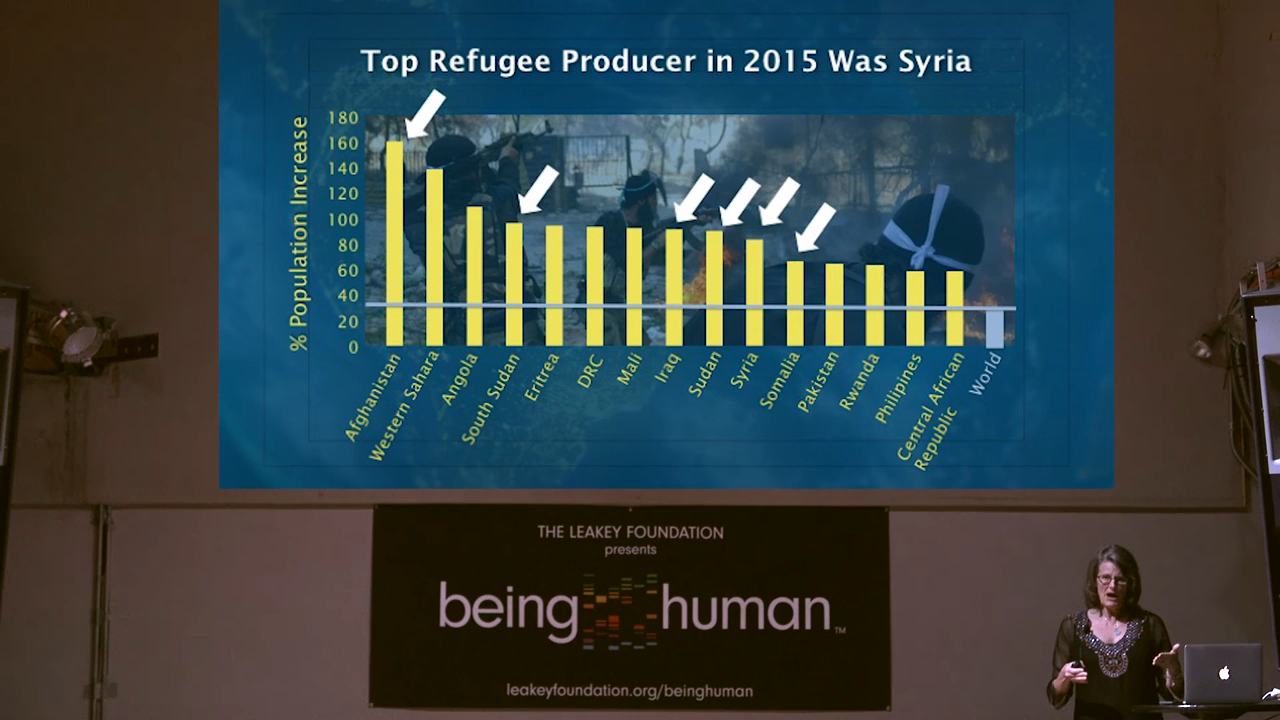 Top Refugee Producer in 2015 Was Syria
% Population Increase
180
160
140
120
100
80
60
40
20
0
Afghanistan
Western Sahara
Angola
South Sudan
Eritrea
DRC
Mali
Iraq
Sudan
Syria
Somalia
Pakistan
Rwanda
Philipines
Central African
Republic
World
THE LEAKEY FOUNDATION
presents
being human™
leakeyfoundation.org/beinghuman